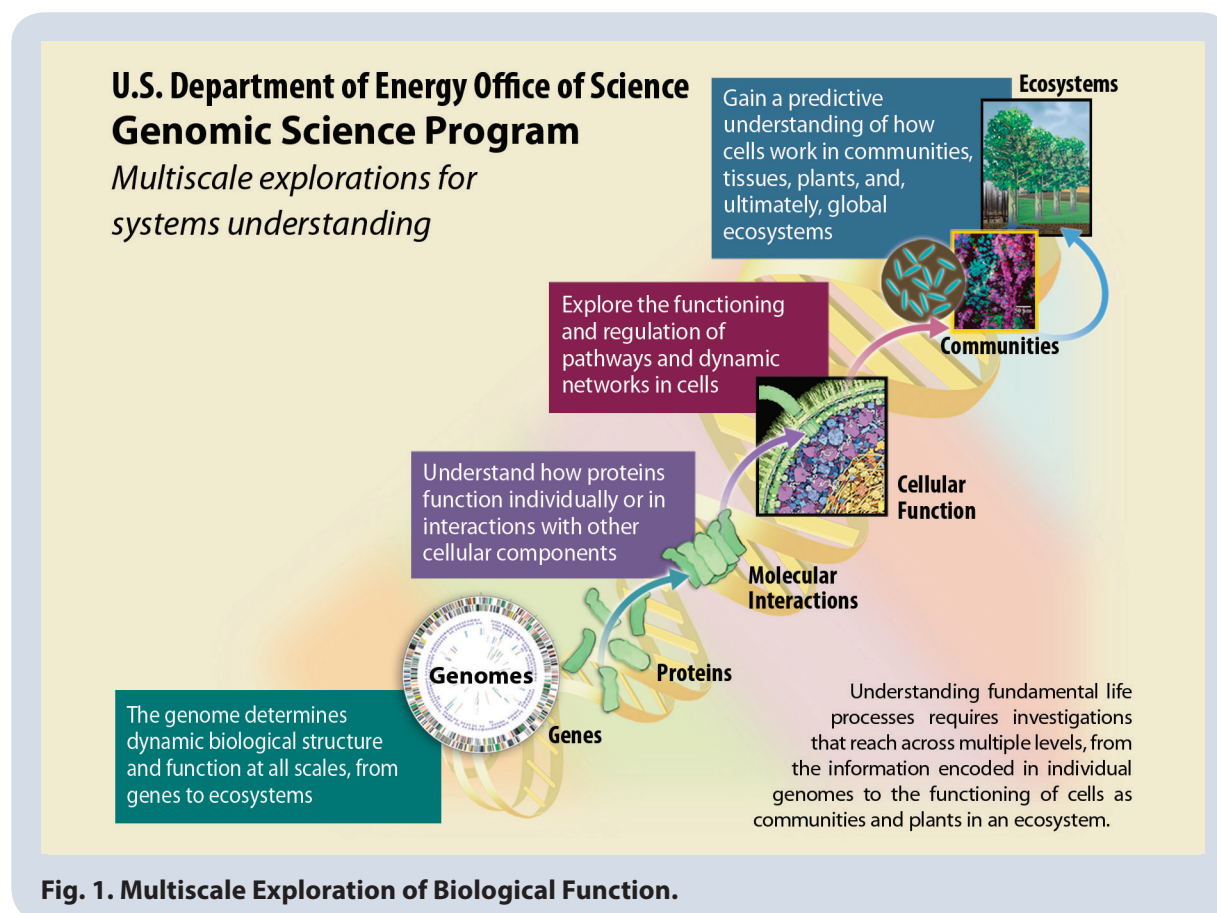 U.S. Department of Energy Office of Science
Genomic Science Program
Multiscale explorations for
systems understanding
Ecosystems
Gain a predictive
understanding of how
cells work in communities,
tissues, plants, and,
ultimately, global
ecosystems
Explore the functioning
and regulation of
pathways and dynamic
networks in cells
Communities
Understand how proteins
function individually or in
interactions with other
cellular components
Cellular
Function
Molecular
Interactions
Genomes
Proteins
Genes
The genome determines
dynamic biological structure
and function at all scales, from
genes to ecosystems
Understanding fundamental life
processes requires investigations
that reach across multiple levels, from
the information encoded in individual
genomes to the functioning of cells as
communities and plants in an ecosystem.
Fig. 1. Multiscale Exploration of Biological Function.